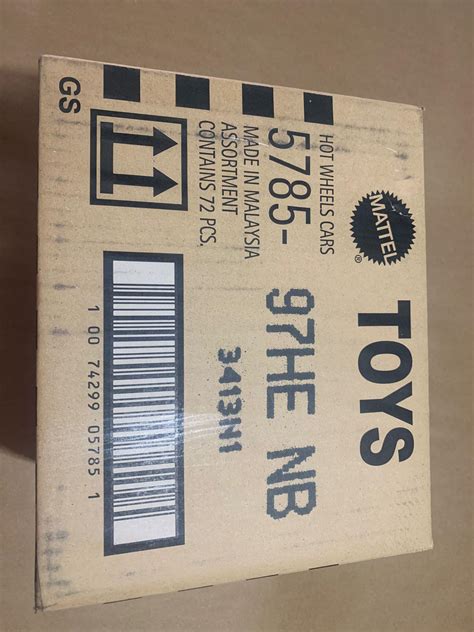 MATTEL®
TOYS
HOT WHEELS CARS
5785-97HE NB
MADE IN MALAYSIA
ASSORTMENT
CONTAINS 72 PCS.
3413N1
GS
1 00 74299 05785 1